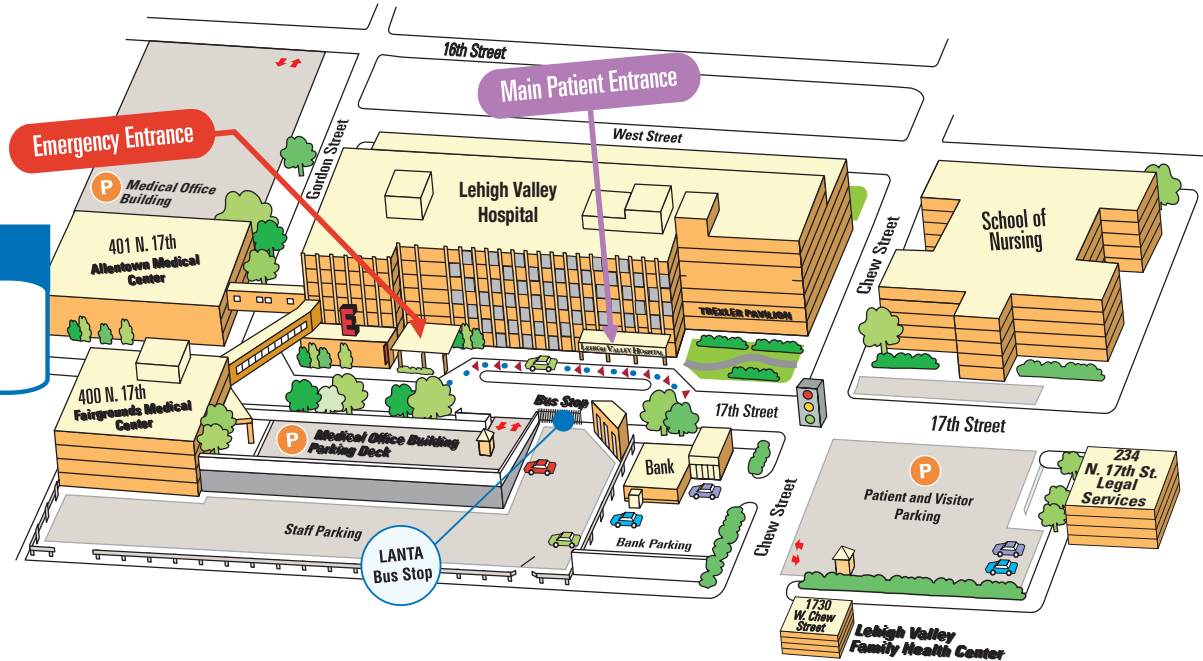 16th Street
Main Patient Entrance
Emergency Entrance
West Street
Gordon Street
P Medical Office
Building
Lehigh Valley
Hospital
School of
Nursing
401 N. 17th
Allentown Medical
Center
Chew Street
E
TREXLER PAVILION
LEHIGH VALLEY HOSPITAL
400 N. 17th
Fairgrounds Medical
Center
Bus Stop
17th Street
17th Street
P Medical Office Building
Parking Deck
Bank
P
Patient and Visitor
Parking
234
N. 17th St.
Legal
Services
Chew Street
Staff Parking
Bank Parking
LANTA
Bus Stop
1730
W. Chew
Street
Lehigh Valley
Family Health Center